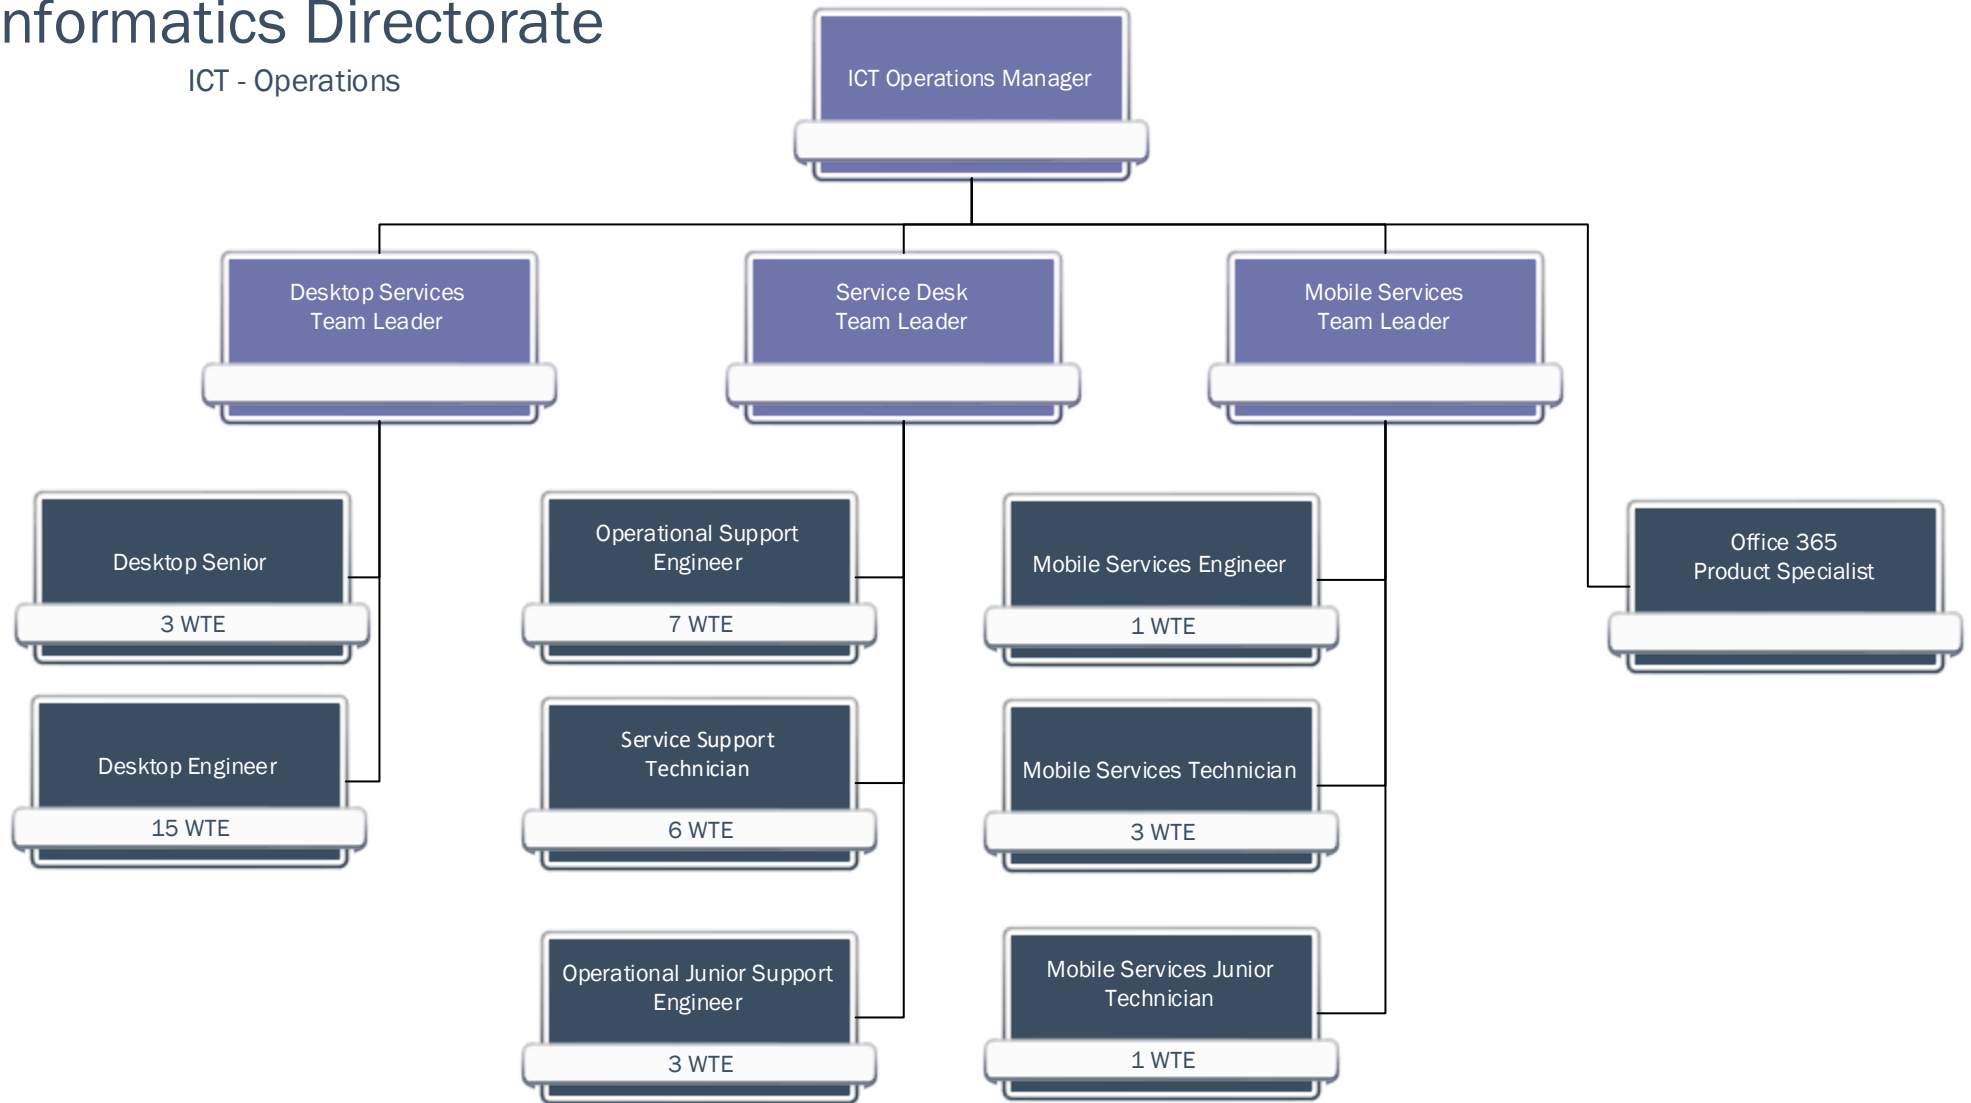 nformatics Directorate
ICT - Operations
ICT Operations Manager
Desktop Services
Team Leader
Service Desk
Team Leader
Mobile Services
Team Leader
Desktop Senior
3 WTE
Desktop Engineer
15 WTE
Operational Support
Engineer
7 WTE
Service Support
Technician
6 WTE
Operational Junior Support
Engineer
3 WTE
Mobile Services Engineer
1 WTE
Mobile Services Technician
3 WTE
Mobile Services Junior
Technician
1 WTE
Office 365
Product Specialist